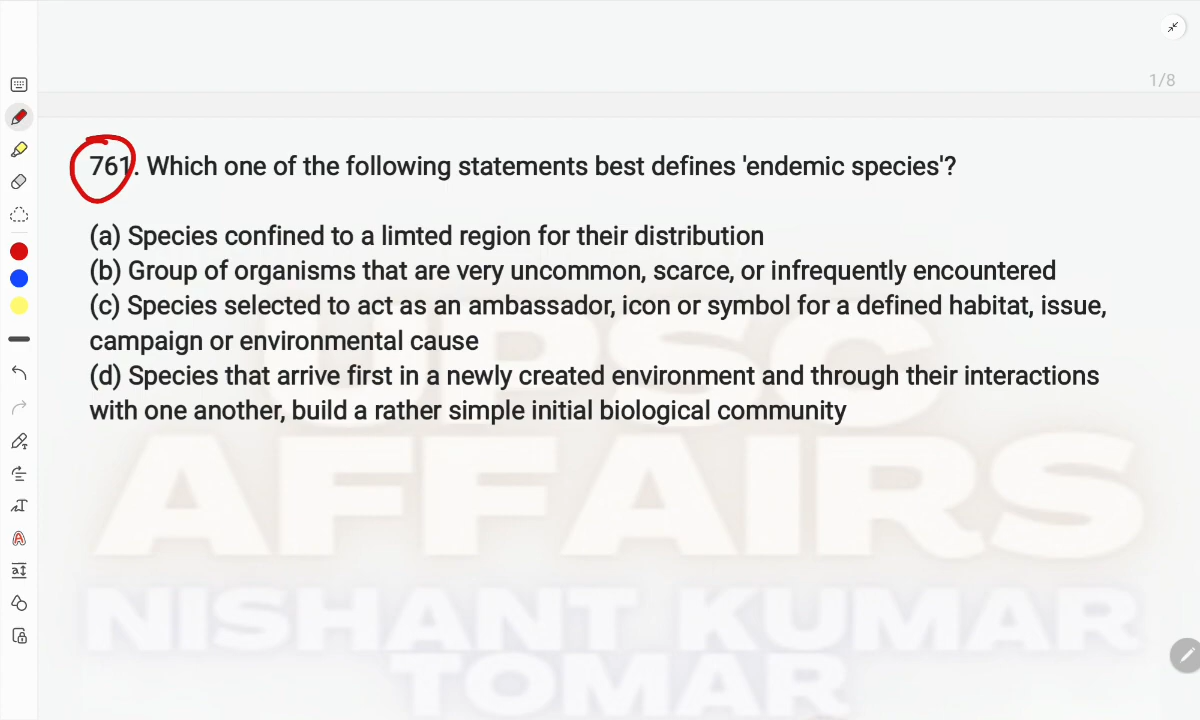 1/8
761. Which one of the following statements best defines 'endemic species'?
(a) Species confined to a limted region for their distribution
(b) Group of organisms that are very uncommon, scarce, or infrequently encountered
(c) Species selected to act as an ambassador, icon or symbol for a defined habitat, issue,
campaign or environmental cause
(d) Species that arrive first in a newly created environment and through their interactions
with one another, build a rather simple initial biological community
UPSC
AFFAIRS
NISHANT KUMAR
TOMAR